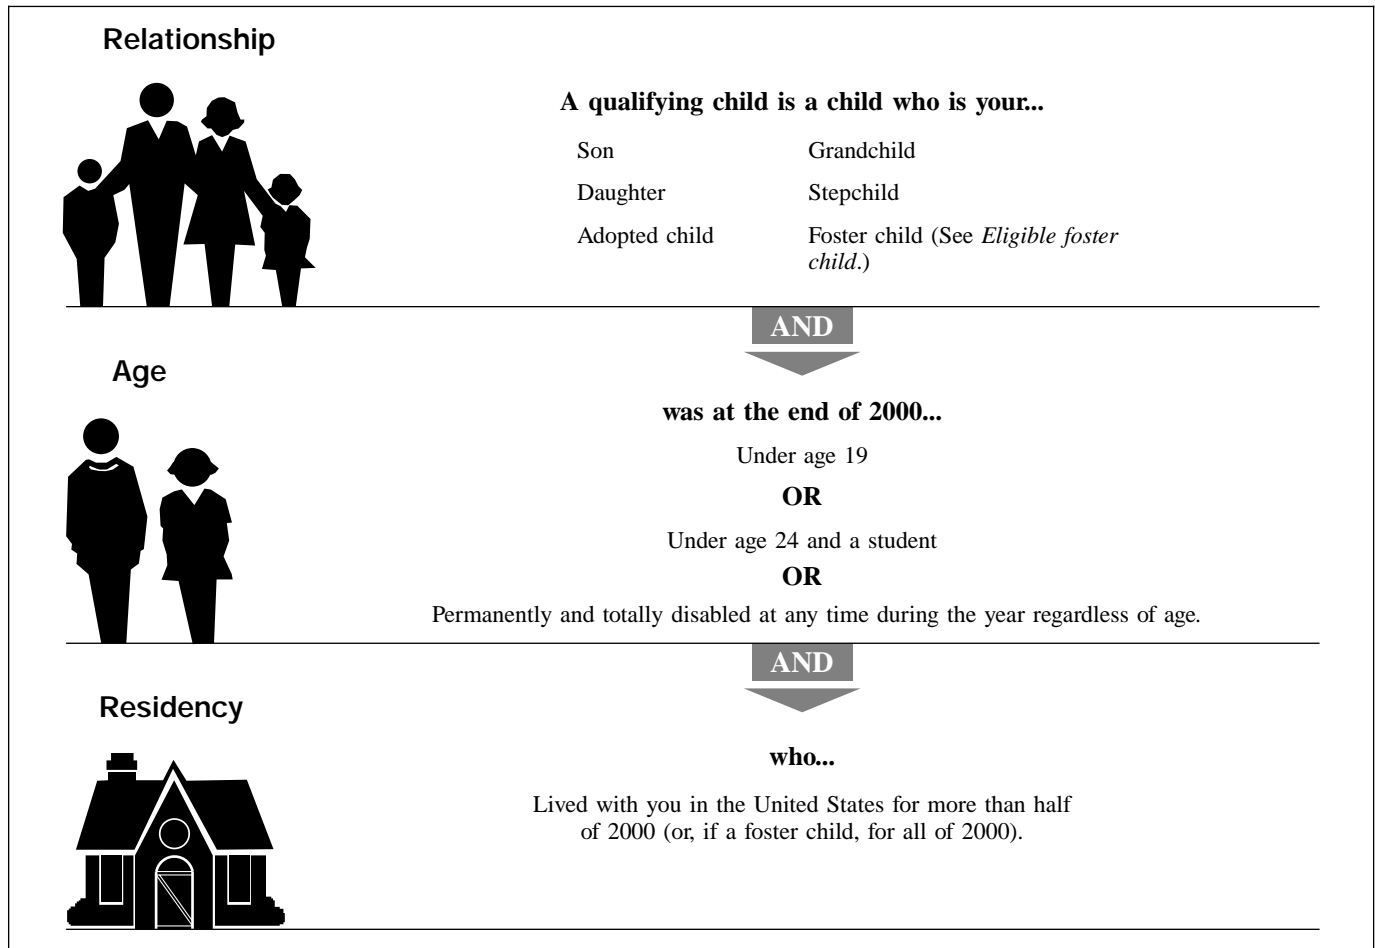 Relationship
A qualifying child is a child who is your...
Son
Grandchild
Daughter
Stepchild
Adopted child
Foster child (See Eligible foster
child.)
AND
Age
was at the end of 2000...
Under age 19
OR
Under age 24 and a student
OR
Permanently and totally disabled at any time during the year regardless of age.
AND
Residency
who...
Lived with you in the United States for more than half
of 2000 (or, if a foster child, for all of 2000).